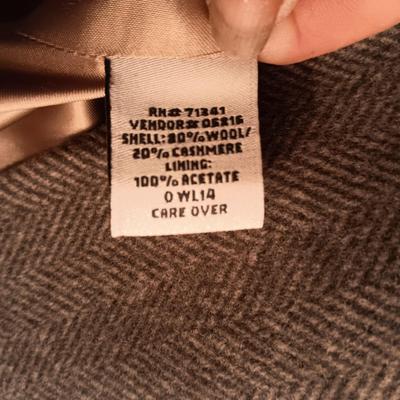 RN# 71341
VENDOR# 05216
SHELL: 80% WOOL/
20% CASHMERE
LINING:
100% ACETATE
0 WL14
CARE OVER